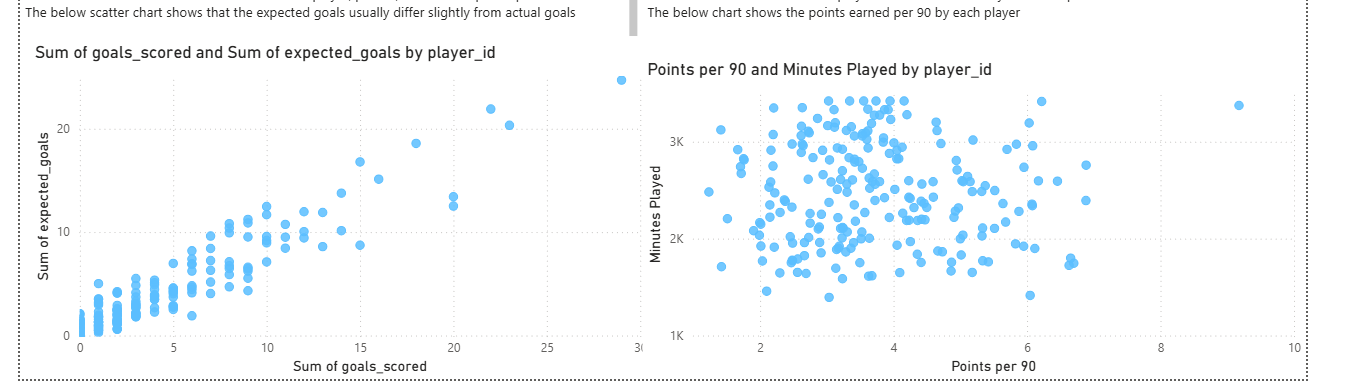 The below scatter chart shows that the expected goals usually differ slightly from actual goals
Sum of goals_scored and Sum of expected_goals by player_id
Sum of expected_goals
20
10
0
0 5 10 15 20 25
Sum of goals_scored
The below chart shows the points earned per 90 by each player
Points per 90 and Minutes Played by player_id
Minutes Played
3K
2K
1K
2 4 6 8 10
Points per 90